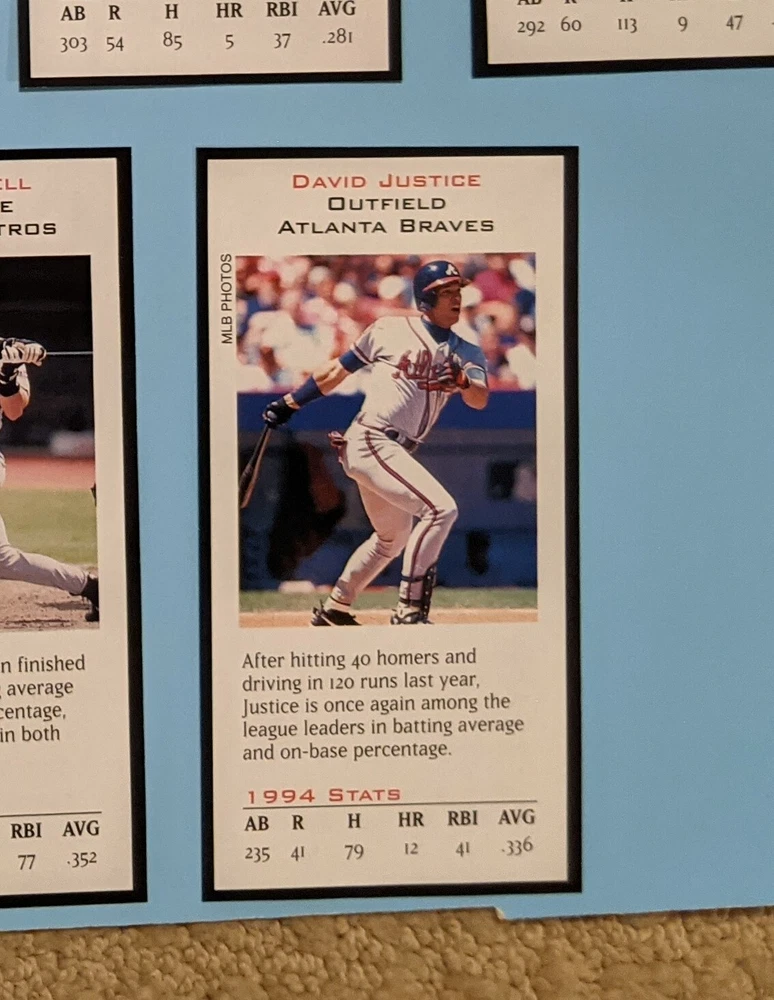 AB R H HR RBI AVG
303 54 85 5 37 .281
AB
292 60 113 9 47
ELL
E
TROS
n finished
average
centage,
in both
RBI AVG
77 .352
DAVID JUSTICE
OUTFIELD
ATLANTA BRAVES
MLB PHOTOS
After hitting 40 homers and
driving in 120 runs last year,
Justice is once again among the
league leaders in batting average
and on-base percentage.
1994 STATS
AB R H HR RBI AVG
235 41 79 12 41 .336